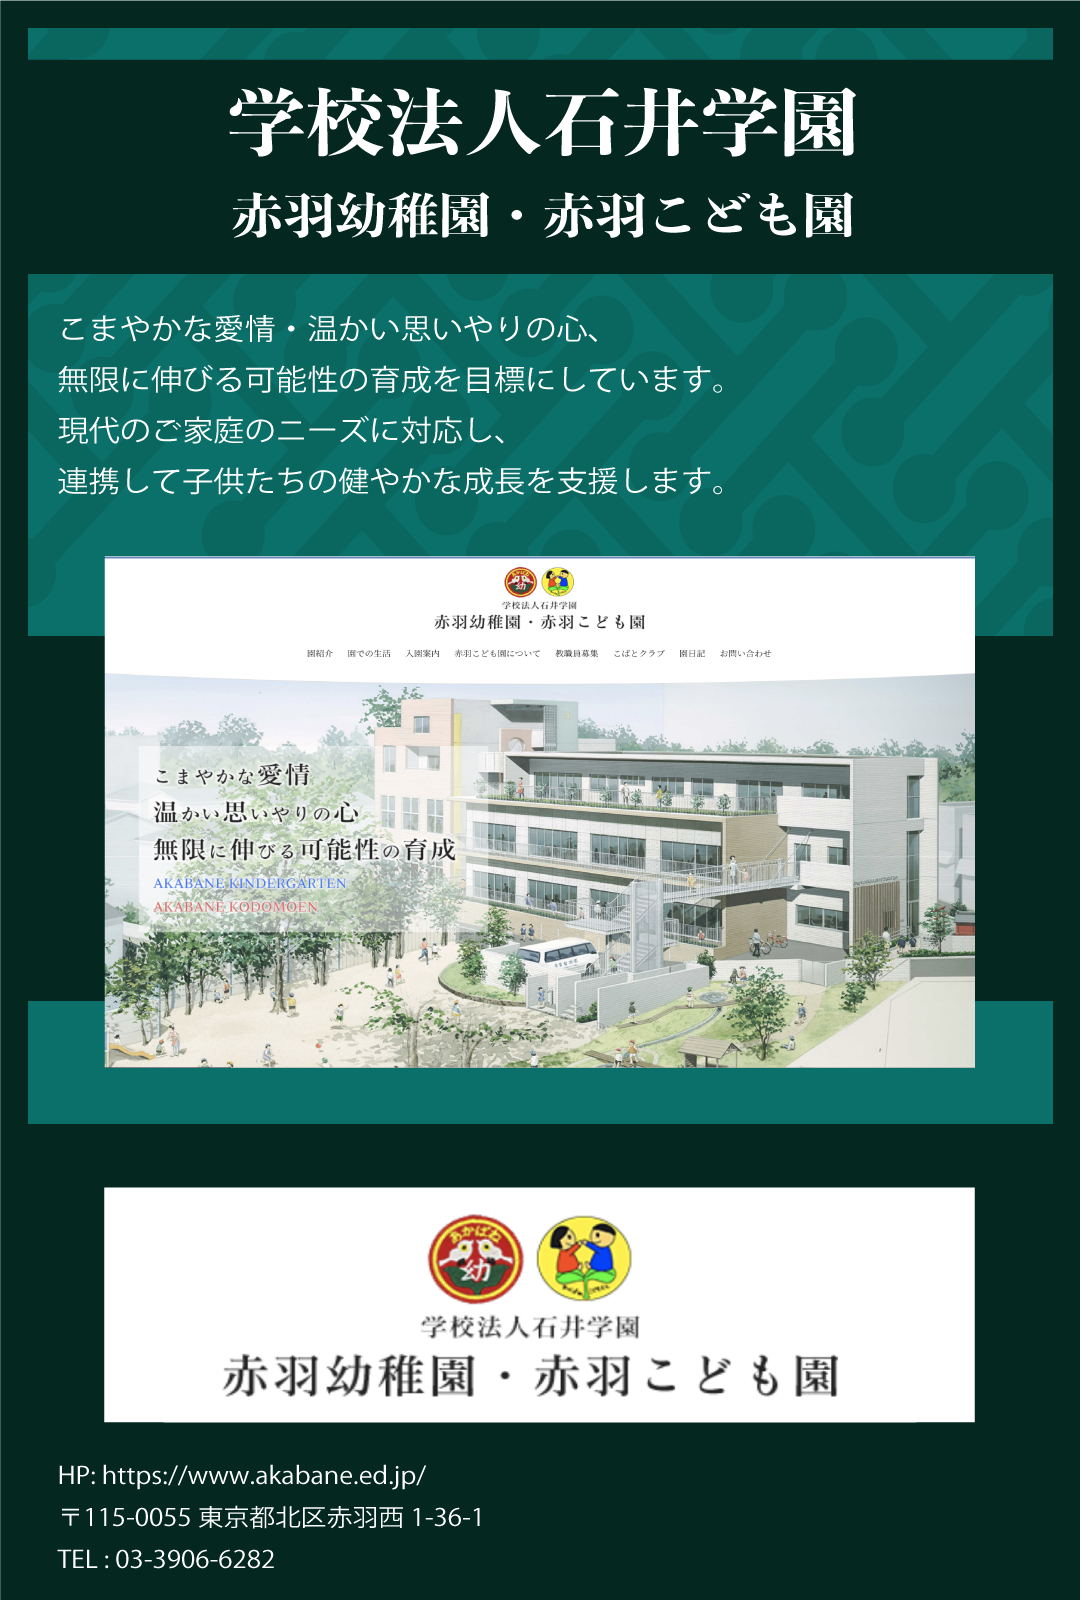 学校法人石井学園
赤羽幼稚園・赤羽こども園
こまやかな愛情・温かい思いやりの心、
無限に伸びる可能性の育成を目標にしています。
現代のご家庭のニーズに対応し、
連携して子供たちの健やかな成長を支援します。
あかばね
幼
学校法人石井学園
赤羽幼稚園・赤羽こども園
園紹介 園での生活 入園案内 赤羽こども園について 教職員募集 こばとクラブ 園日記 お問い合わせ
こまやかな愛情
温かい思いやりの心
無限に伸びる可能性の育成
AKABANE KINDERGARTEN
AKABANE KODOMOEN
あかばね
幼
学校法人石井学園
赤羽幼稚園・赤羽こども園
HP: https://www.akabane.ed.jp/
〒115-0055 東京都北区赤羽西 1-36-1
TEL : 03-3906-6282